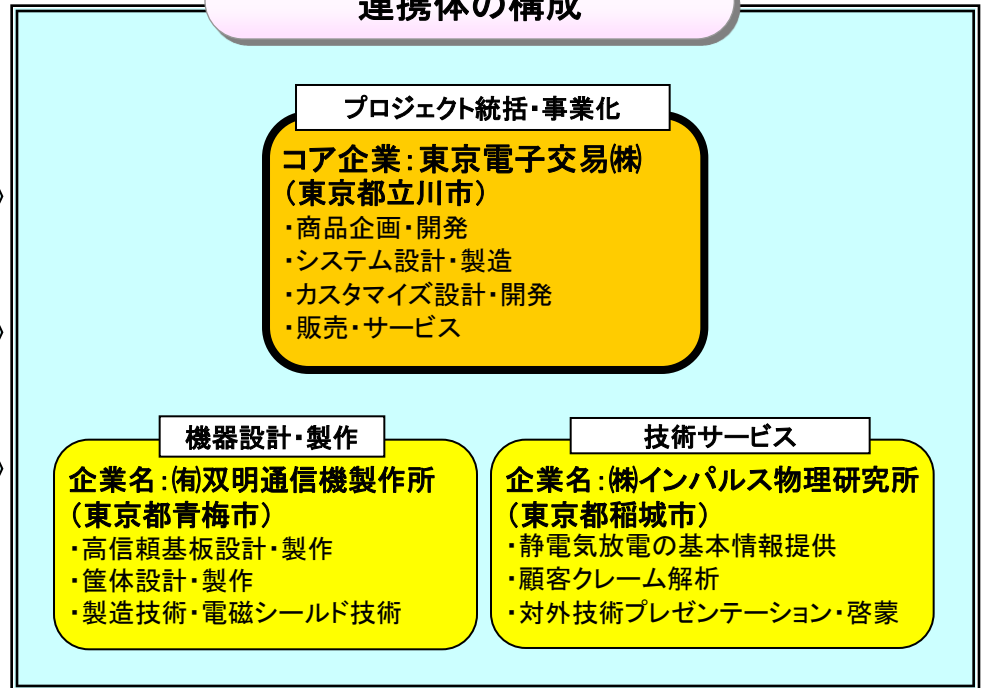 連携体の構成
プロジェクト統括・事業化
コア企業：東京電子交易㈱
（東京都立川市）
・商品企画・開発
・システム設計・製造
・カスタマイズ設計・開発
・販売・サービス
機器設計・製作
企業名：㈲双明通信機製作所
（東京都青梅市）
・高信頼基板設計・製作
・筐体設計・製作
・製造技術・電磁シールド技術
技術サービス
企業名：㈱インパルス物理研究所
（東京都稲城市）
・静電気放電の基本情報提供
・顧客クレーム解析
・対外技術プレゼンテーション・啓蒙